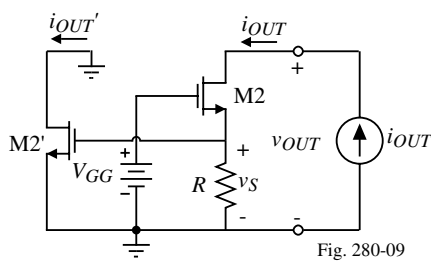 iOUT'
iOUT
+
M2
M2'
VGG
+
-
+
R
vS
-
vOUT
iOUT
-
Fig. 280-09